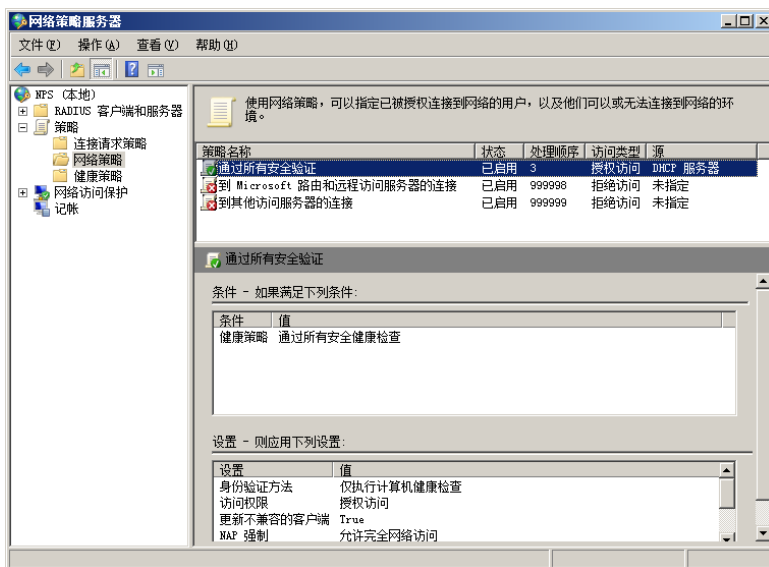 网络策略服务器
文件(F) 操作(A) 查看(V) 帮助(H)
NPS (本地)
RADIUS 客户端和服务器
策略
连接请求策略
网络策略
健康策略
网络访问保护
记帐
使用网络策略，可以指定已被授权连接到网络的用户，以及他们可以或无法连接到网络的环
境。
策略名称 状态 处理顺序 访问类型 源
通过所有安全验证 已启用 3 授权访问 DHCP 服务器
到 Microsoft 路由和远程访问服务器的连接 已启用 999998 拒绝访问 未指定
到其他访问服务器的连接 已启用 999999 拒绝访问 未指定
通过所有安全验证
条件 - 如果满足下列条件:
条件 值
健康策略 通过所有安全健康检查
设置 - 则应用下列设置:
设置 值
身份验证方法 仅执行计算机健康检查
访问权限 授权访问
更新不兼容的客户端 True
NAP 强制 允许完全网络访问